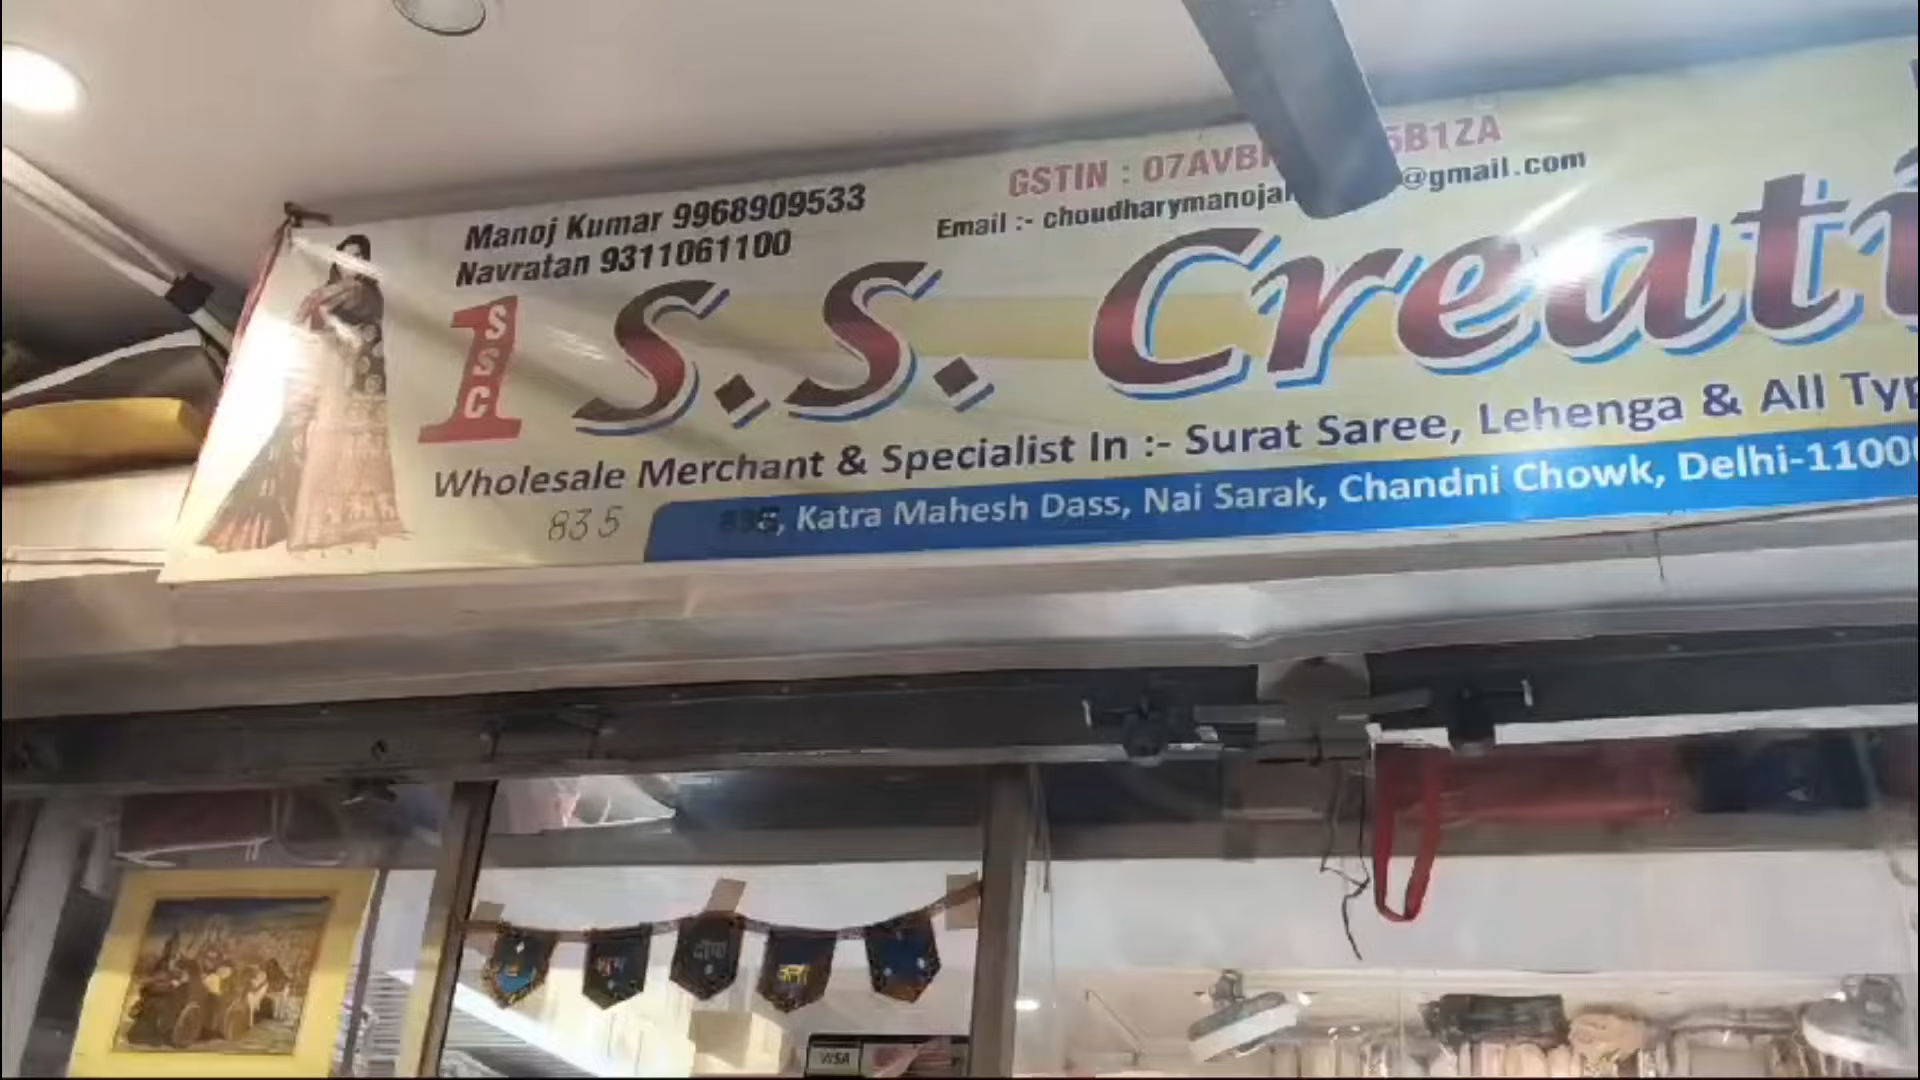 Manoj Kumar 9968909533
Navratan 9311061100
GSTIN : 07AVB 5B1ZA
Email :- choudharymanoja @gmail.com
1 SSC S.S. Creati
Wholesale Merchant & Specialist In :- Surat Saree, Lehenga & All Typ
835
, Katra Mahesh Dass, Nai Sarak, Chandni Chowk, Delhi-1100
शुभ
VISA